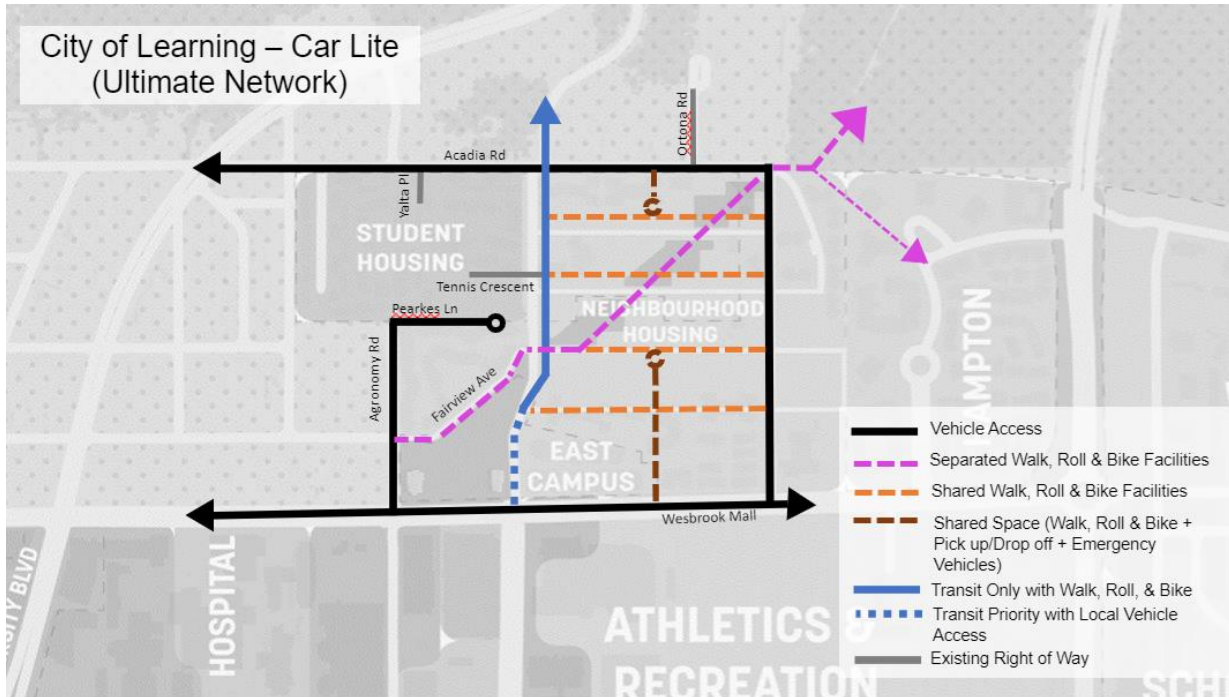 City of Learning – Car Lite
(Ultimate Network)
Acadia Rd
Ortona Rd
Yalta Pl
STUDENT
HOUSING
Tennis Crescent
Pearkes Ln
NEIGHBOURHOOD
HOUSING
Agronomy Rd
Fairview Ave
EAST
CAMPUS
Wesbrook Mall
HAMPTON
HOSPITAL
ATHLETICS &
RECREATION
Vehicle Access
Separated Walk, Roll & Bike Facilities
Shared Walk, Roll & Bike Facilities
Shared Space (Walk, Roll & Bike +
Pick up/Drop off + Emergency
Vehicles)
Transit Only with Walk, Roll, & Bike
Transit Priority with Local Vehicle
Access
Existing Right of Way
SITY BLVD
SCH